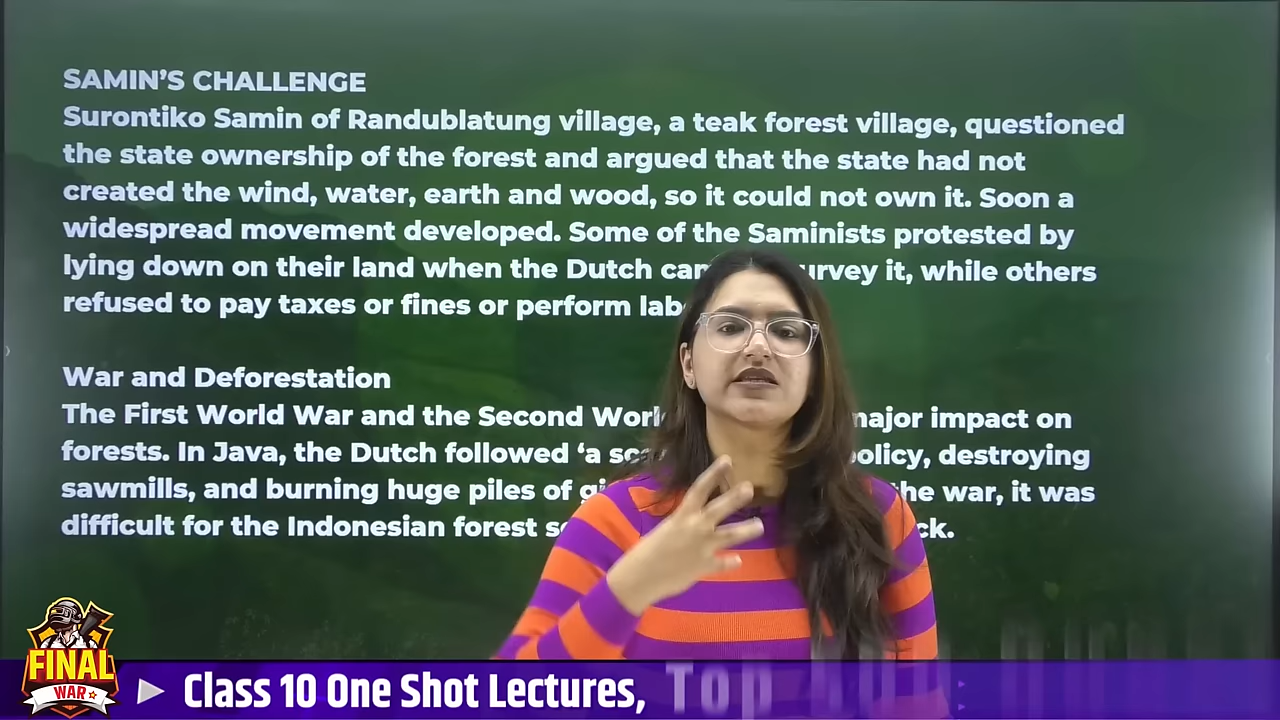 SAMIN’S CHALLENGE
Surontiko Samin of Randublatung village, a teak forest village, questioned
the state ownership of the forest and argued that the state had not
created the wind, water, earth and wood, so it could not own it. Soon a
widespread movement developed. Some of the Saminists protested by
lying down on their land when the Dutch it, while others
refused to pay taxes or fines or perform
War and Deforestation
The First World War and the Second major impact on
forests. In Java, the Dutch followed ‘a policy, destroying
sawmills, and burning huge piles of the war, it was
difficult for the Indonesian forest
FINAL
WAR
Class 10 One Shot Lectures, Top